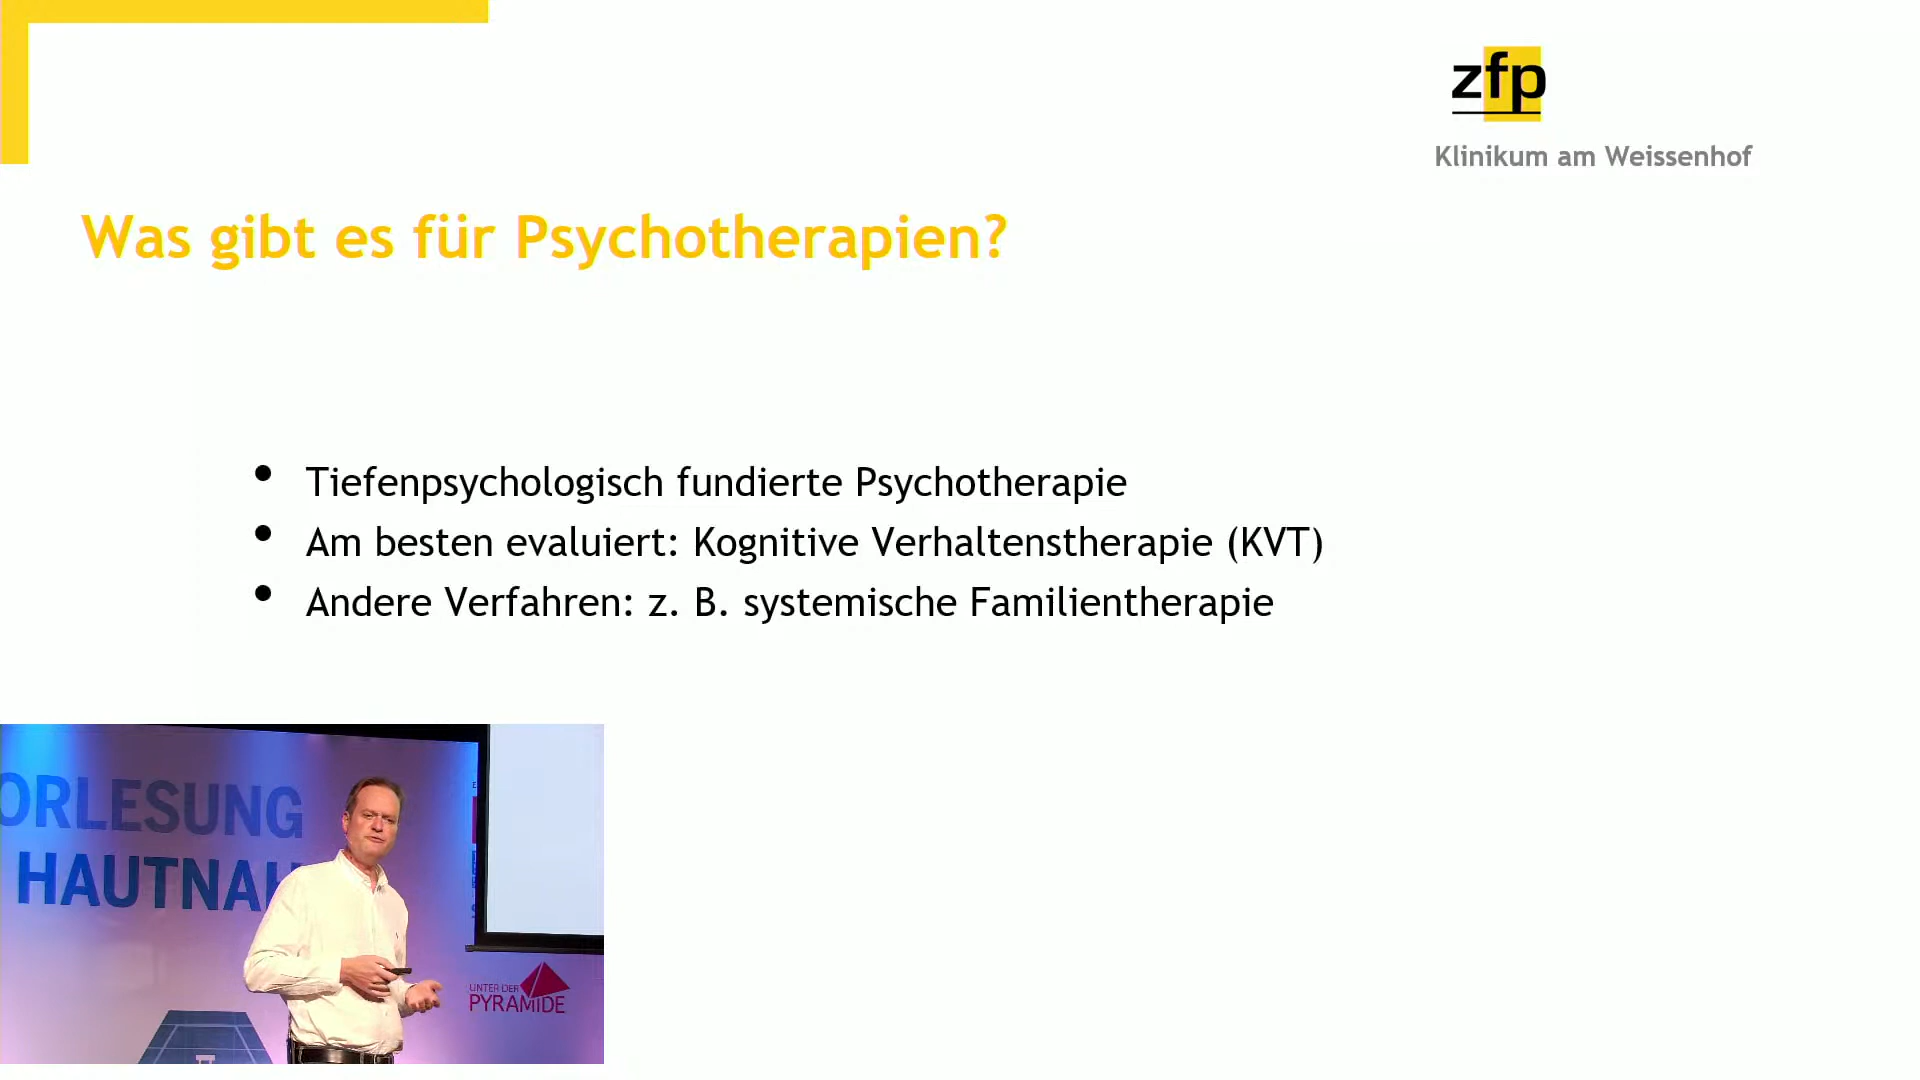 zfp
Klinikum am Weissenhof
Was gibt es für Psychotherapien?
• Tiefenpsychologisch fundierte Psychotherapie
• Am besten evaluiert: Kognitive Verhaltenstherapie (KVT)
• Andere Verfahren: z. B. systemische Familientherapie
ORLESUNG
HAUTNAH
UNTER DER
PYRAMIDE